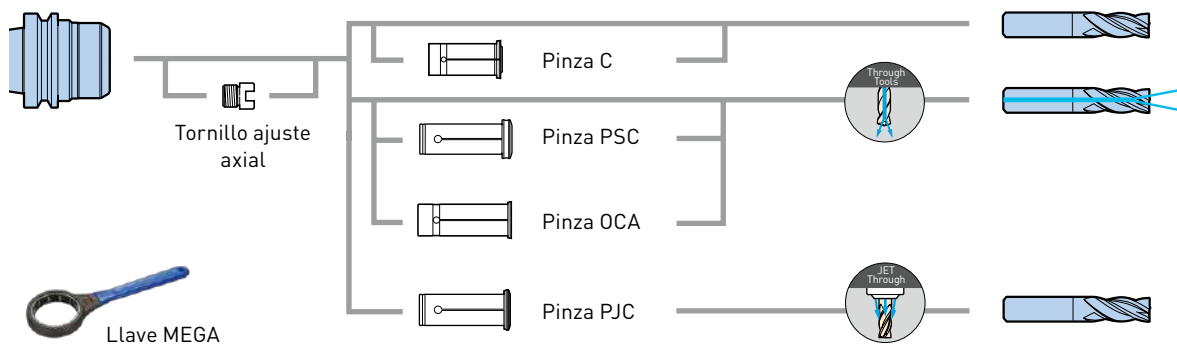 Pinza C
Through
Tools
Tornillo ajuste
axial
Pinza PSC
Pinza OCA
JET
Through
Pinza PJC
Llave MEGA